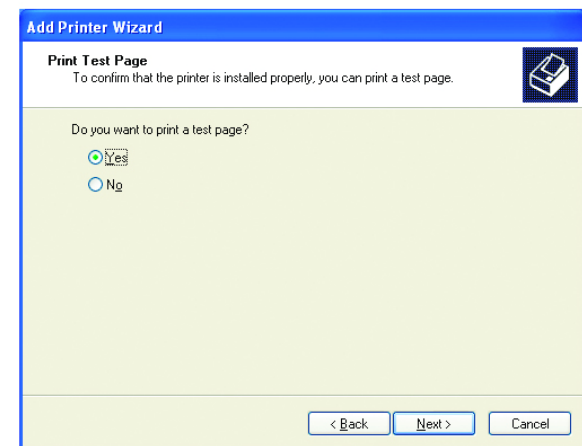 Add Printer Wizard
Print Test Page
To confirm that the printer is installed properly, you can print a test page.
Do you want to print a test page?
Yes
No
< Back
Next >
Cancel